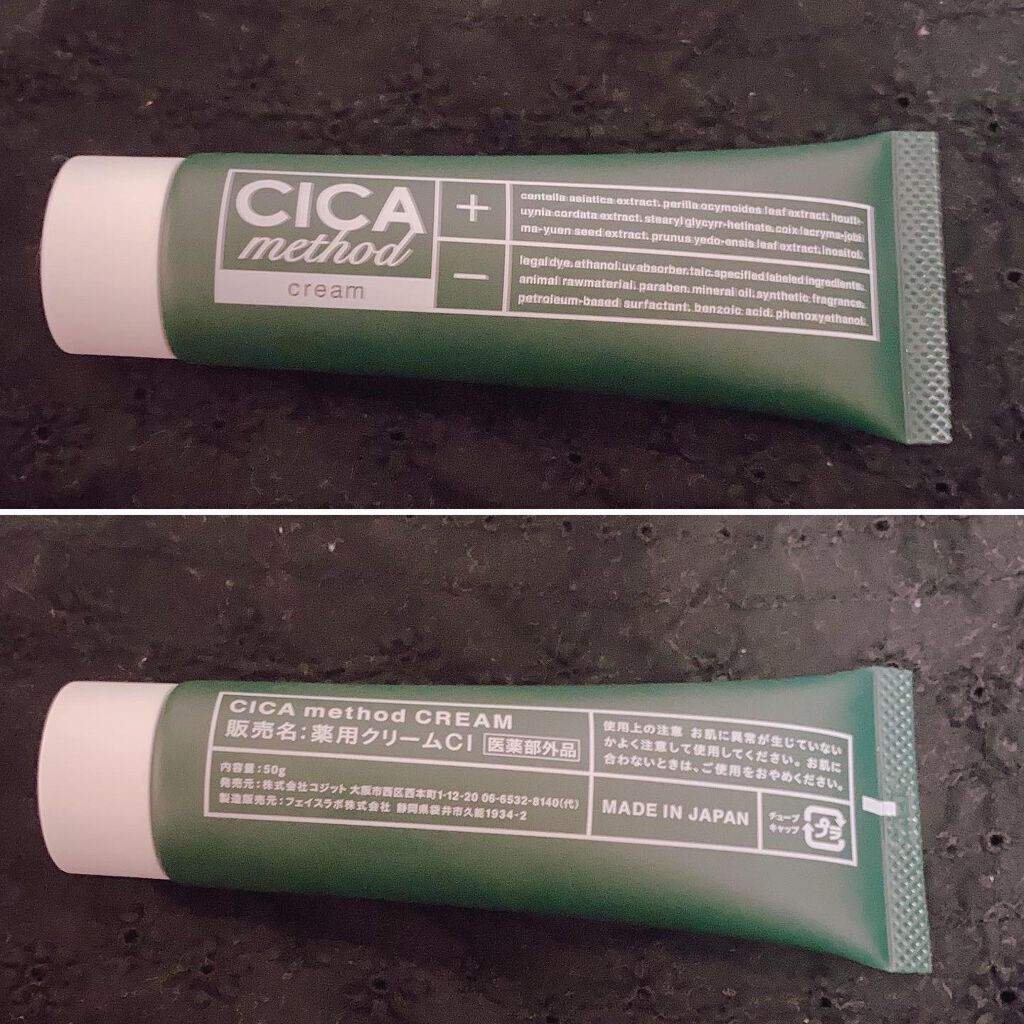 CICA
method
cream
+
centella asiatica extract. perilla ocymoides leaf extract. houtt-
uynia cordata extract. stearyl glycyrr-hetinate. coix lacryma-jobi
ma-yuen seed extract. prunus yedo-ensis leaf extract. inositol.
−
legal dye. ethanol. uv absorber. talc. specified labeled ingredients.
animal rawmaterial. paraben. mineral oil. synthetic fragrance.
petroleum-based surfactant. benzoic acid. phenoxyethanol.
CICA method CREAM
販売名:薬用クリームCI 医薬部外品
内容量:50g
発売元:株式会社コジット 大阪市西区西本町1-12-20 06-6532-8140(代)
製造販売元:フェイスラボ株式会社 静岡県袋井市久能1934-2
使用上の注意 お肌に異常が生じていない
かよく注意して使用してください。お肌に
合わないときは、ご使用をおやめください。
MADE IN JAPAN
チューブ
キャップ
プラ